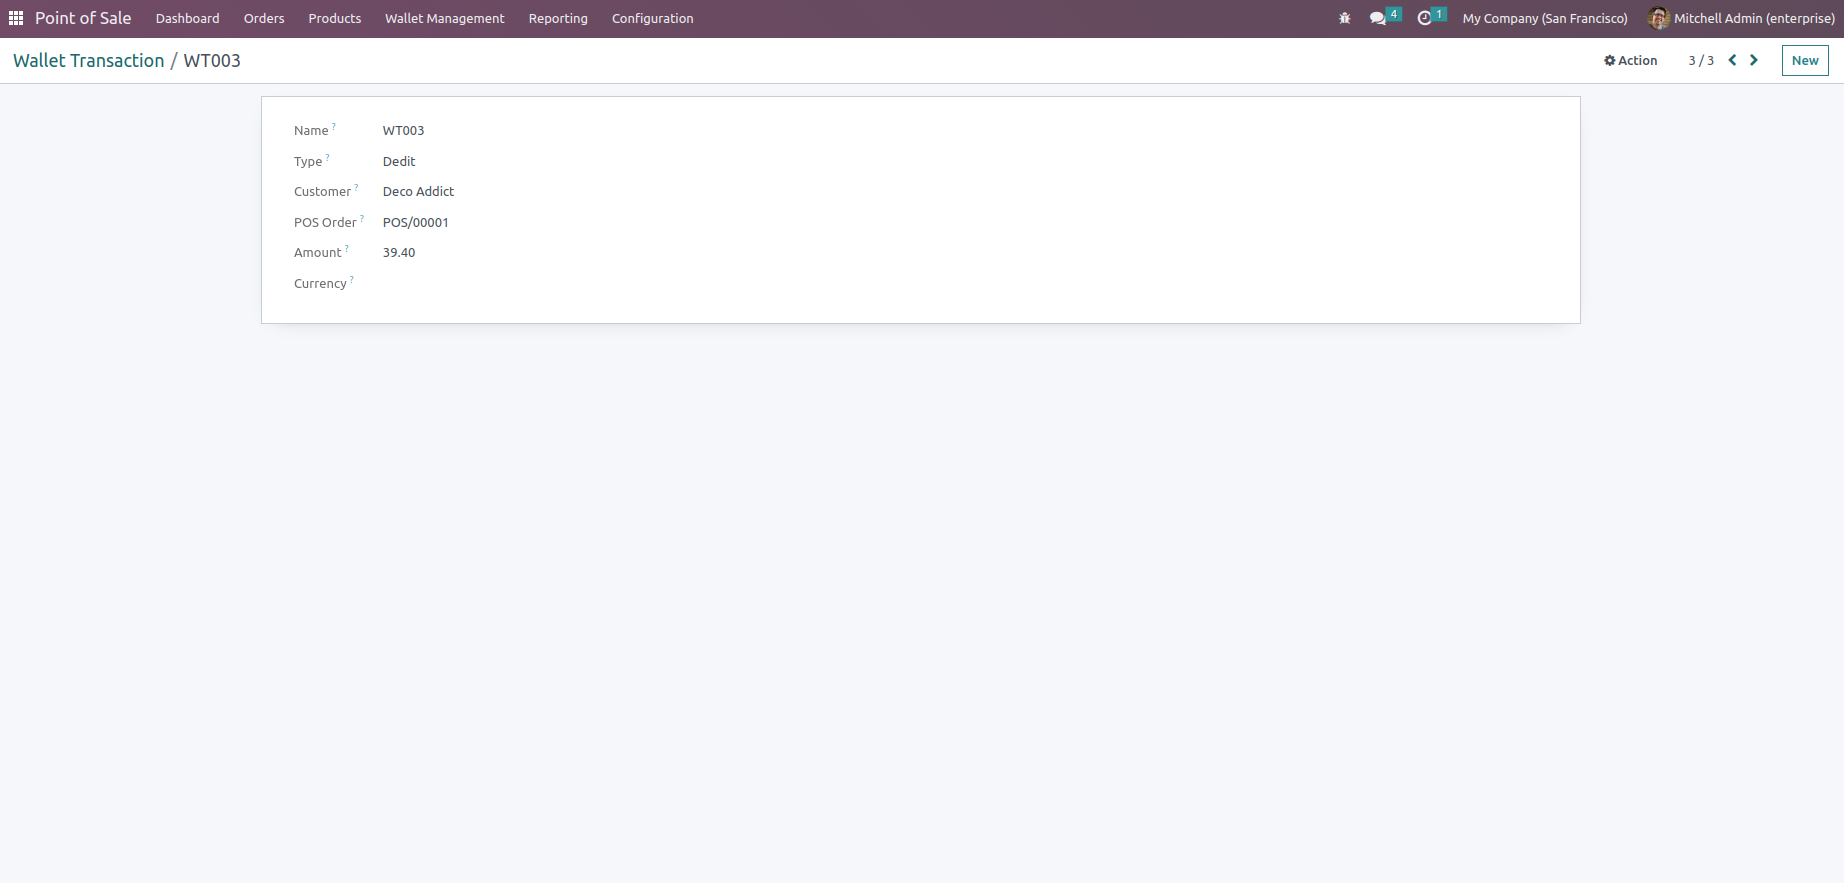 Point of Sale Dashboard Orders Products Wallet Management Reporting Configuration 4 1 My Company (San Francisco) Mitchell Admin (enterprise)
Wallet Transaction / WT003 Action 3 / 3 New
Name ? WT003
Type ? Dedit
Customer ? Deco Addict
POS Order ? POS/00001
Amount ? 39.40
Currency ?